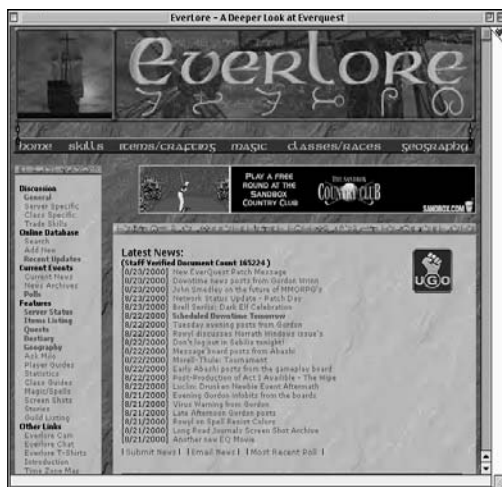 EverLore - A Deeper Look at Everquest
EverLore
home skills items/crafting magic classes/races geography
PLAY A FREE
ROUND AT THE
SANDBOX
COUNTRY CLUB
THE SANDBOX
COUNTRY CLUB
SANDBOX.COM
Discussion
General
Server Specific
Class Specific
Trade Skills
Online Database
Search
Add New
Recent Updates
Current Events
Current News
News Archives
Polls
Features
Server Status
Items Listing
Quests
Bestiary
Geography
Ask Milo
Player Guides
Statistics
Class Guides
Magic/Spells
Screen Shots
Stories
Guild Listing
Other Links
Everlore Cam
Everlore Chat
Everlore T-Shirts
Introduction
Time Zone Map
Latest News:
(Staff Verified Document Count 165224 )
[8/23/2000] New EverQuest Patch Message
[8/23/2000] Downtime news posts from Gordon Wrinn
[8/23/2000] John Smedley on the future of MMORPG's
[8/23/2000] Network Status Update - Patch Day
[8/23/2000] Brell Serilis: Dark Elf Celebration
[8/22/2000] Scheduled Downtime Tomorrow
[8/22/2000] Tuesday evening posts from Gordon
[8/22/2000] Rowyl discusses Norrath Windows issue's
[8/22/2000] Don't log out in Sebilis tonight!
[8/22/2000] Message board posts from Abashi
[8/22/2000] Morell-Thule: Tournament
[8/22/2000] Early Abashi posts from the gameplay board
[8/22/2000] Post-Production of Act I Availible - The Wipe
[8/22/2000] Luclin: Drunken Newbie Event Aftermath
[8/21/2000] Evening Gordon infobits from the boards
[8/21/2000] Virus Warning from Gordon
[8/21/2000] Late Afternoon Gordon posts
[8/21/2000] Rowyl on Spell Resist Colors
[8/21/2000] Long Road Journals Screen Shot Archive
[8/21/2000] Another new EQ Movie
| Submit News | | Email News | | Most Recent Poll |
UGO